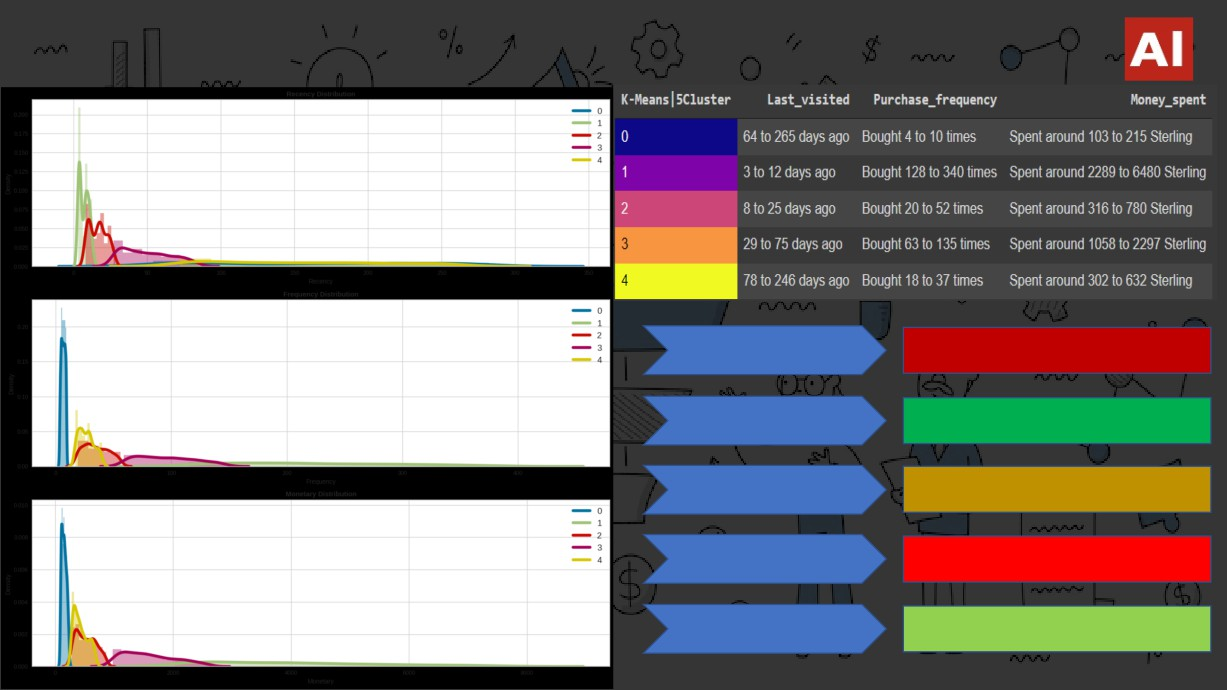 AI
Recency Distribution
0
1
2
3
4
Frequency Distribution
0
1
2
3
4
Frequency
Monetary Distribution
0
1
2
3
4
K-Means|5Cluster Last_visited Purchase_frequency Money_spent
0 64 to 265 days ago Bought 4 to 10 times Spent around 103 to 215 Sterling
1 3 to 12 days ago Bought 128 to 340 times Spent around 2289 to 6480 Sterling
2 8 to 25 days ago Bought 20 to 52 times Spent around 316 to 780 Sterling
3 29 to 75 days ago Bought 63 to 135 times Spent around 1058 to 2297 Sterling
4 78 to 246 days ago Bought 18 to 37 times Spent around 302 to 632 Sterling